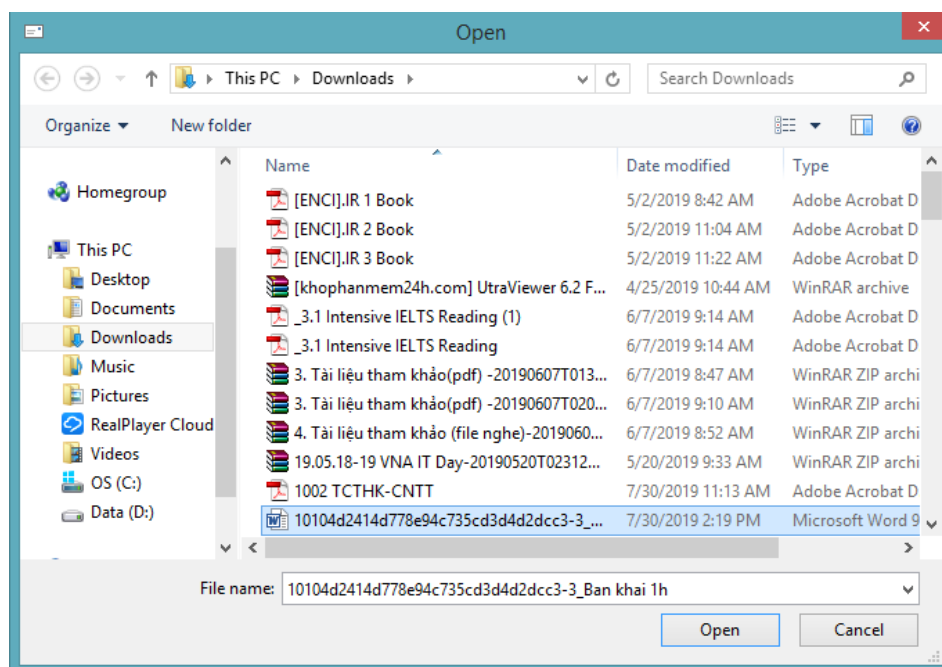 Open
This PC Downloads
Search Downloads
Organize New folder
Name Date modified Type
Homegroup
This PC
Desktop
Documents
Downloads
Music
Pictures
RealPlayer Cloud
Videos
OS (C:)
Data (D:)
[ENCI].IR 1 Book 5/2/2019 8:42 AM Adobe Acrobat D
[ENCI].IR 2 Book 5/2/2019 11:04 AM Adobe Acrobat D
[ENCI].IR 3 Book 5/2/2019 11:22 AM Adobe Acrobat D
[khophanmem24h.com] UtraViewer 6.2 F... 4/25/2019 10:44 AM WinRAR archive
_3.1 Intensive IELTS Reading (1) 6/7/2019 9:14 AM Adobe Acrobat D
_3.1 Intensive IELTS Reading 6/7/2019 9:14 AM Adobe Acrobat D
3. Tài liệu tham khảo(pdf) -20190607T013... 6/7/2019 8:47 AM WinRAR ZIP archi
3. Tài liệu tham khảo(pdf) -20190607T020... 6/7/2019 9:10 AM WinRAR ZIP archi
4. Tài liệu tham khảo (file nghe)-2019060... 6/7/2019 8:52 AM WinRAR ZIP archi
19.05.18-19 VNA IT Day-20190520T02312... 5/20/2019 9:33 AM WinRAR ZIP archi
1002 TCTHK-CNTT 7/30/2019 11:13 AM Adobe Acrobat D
10104d2414d778e94c735cd3d4d2dcc3-3_... 7/30/2019 2:19 PM Microsoft Word 9
File name: 10104d2414d778e94c735cd3d4d2dcc3-3_Ban khai 1h
Open Cancel